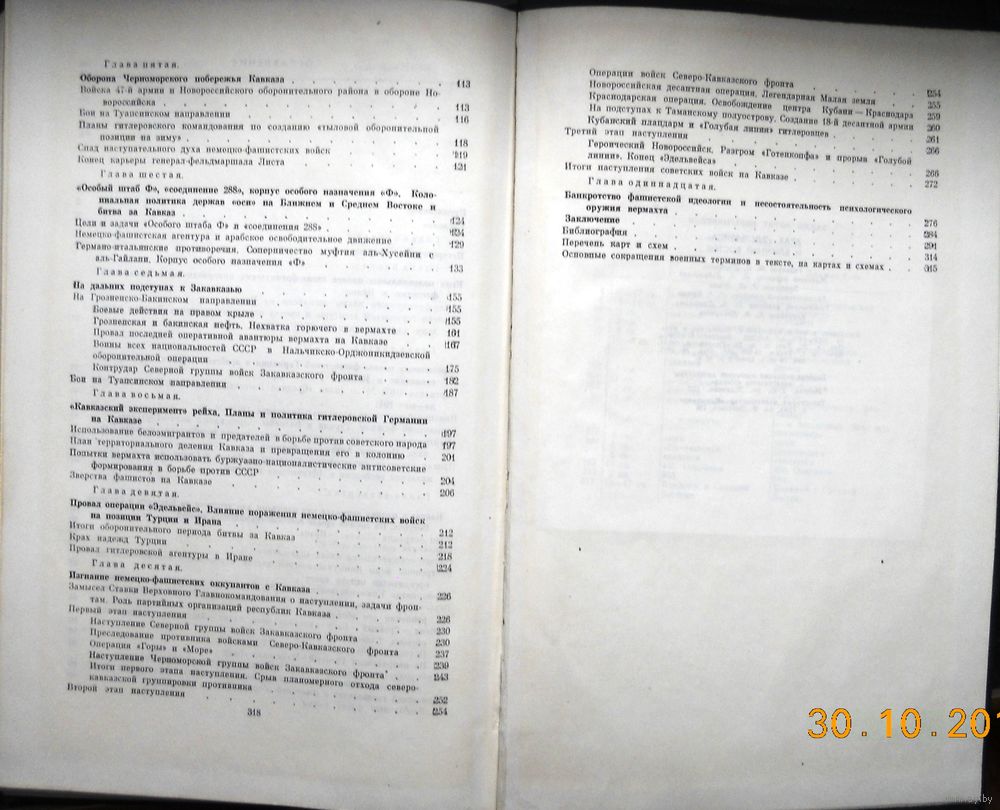 Глава пятая.
Оборона Черноморского побережья Кавказа . . . . . . 113
Войска 47-й армии и Новороссийского оборонительного района в обороне Но-
вороссийска . . . . . . 113
Бои на Туапсинском направлении . . . . . . 116
Планы гитлеровского командования по созданию «тыловой оборонительной
позиции на зиму» . . . . . . 118
Спад наступательного духа немецко-фашистских войск . . . . . . 119
Конец карьеры генерал-фельдмаршала Листа . . . . . . 121
Глава шестая.
«Особый штаб Ф», «соединение 288», корпус особого назначения «Ф». Коло-
ниальная политика держав «оси» на Ближнем и Среднем Востоке и
битва за Кавказ . . . . . . 124
Цели и задачи «Особого штаба Ф» и «соединения 288» . . . . . . 124
Немецко-фашистская агентура и арабское освободительное движение . . . 129
Германо-итальянские противоречия. Соперничество муфтия аль-Хусейни с
аль-Гайлани. Корпус особого назначения «Ф» . . . . . . 133
Глава седьмая.
На дальних подступах к Закавказью . . . . . . 155
На Грозненско-Бакинском направлении . . . . . . 155
Боевые действия на правом крыле . . . . . . 155
Грозненская и бакинская нефть. Нехватка горючего в вермахте . . . 161
Провал последней оперативной авантюры вермахта на Кавказе . . . 167
Воины всех национальностей СССР в Нальчикско-Орджоникидзевской
оборонительной операции . . . . . . 175
Контрудар Северной группы войск Закавказского фронта . . . . . . 182
Бои на Туапсинском направлении . . . . . . 187
Глава восьмая.
«Кавказский эксперимент» рейха. Планы и политика гитлеровской Германии
на Кавказе . . . . . . 197
Использование белоэмигрантов и предателей в борьбе против советского народа 197
План территориального деления Кавказа и превращения его в колонию . 201
Попытки вермахта использовать буржуазно-националистические антисоветские
формирования в борьбе против СССР . . . . . . 204
Зверства фашистов на Кавказе . . . . . . 206
Глава девятая.
Провал операции «Эдельвейс». Влияние поражения немецко-фашистских войск
на позиции Турции и Ирана . . . . . . 212
Итоги оборонительного периода битвы за Кавказ . . . . . . 212
Крах надежд Турции . . . . . . 218
Провал гитлеровской агентуры в Иране . . . . . . 224
Глава десятая.
Изгнание немецко-фашистских оккупантов с Кавказа . . . . . . 226
Замысел Ставки Верховного Главнокомандования о наступлении, задачи фрон-
там. Роль партийных организаций республик Кавказа . . . . . . 226
Первый этап наступления . . . . . . 230
Наступление Северной группы войск Закавказского фронта . . . 230
Преследование противника войсками Северо-Кавказского фронта . 237
Операция «Горы» и «Море» . . . . . . 239
Наступление Черноморской группы войск Закавказского фронта . . . 243
Итоги первого этапа наступления. Срыв планомерного отхода северо-
кавказской группировки противника . . . . . . 252
Второй этап наступления . . . . . . 254
318
Операции войск Северо-Кавказского фронта . . . . . . 254
Новороссийская десантная операция. Легендарная Малая земля . . . 255
Краснодарская операция. Освобождение центра Кубани — Краснодара 259
На подступах к Таманскому полуострову. Создание 18-й десантной армии 260
Кубанский плацдарм и «Голубая линия» гитлеровцев . . . . . . 261
Третий этап наступления . . . . . . 266
Героический Новороссийск. Разгром «Готенкопфа» и прорыв «Голубой
линии». Конец «Эдельвейса» . . . . . . 266
Итоги наступления советских войск на Кавказе . . . . . . 272
Глава одиннадцатая.
Банкротство фашистской идеологии и несостоятельность психологического
оружия вермахта . . . . . . 276
Заключение . . . . . . 284
Библиография . . . . . . 291
Перечень карт и схем . . . . . . 314
Основные сокращения военных терминов в тексте, на картах и схемах . . 315
30.10.201